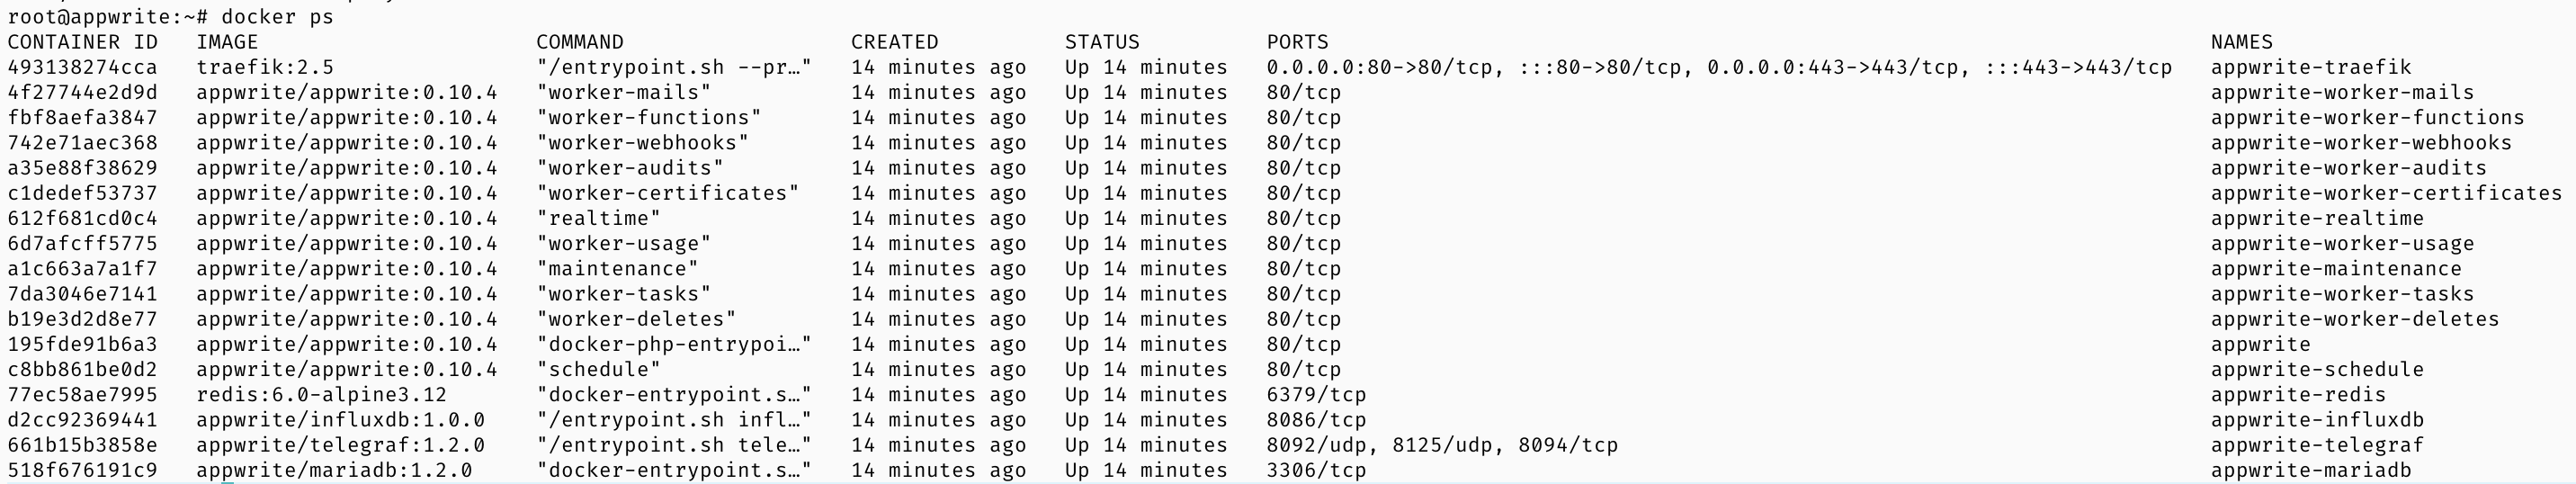 root@appwrite:~# docker ps
CONTAINER ID   IMAGE                      COMMAND                  CREATED          STATUS          PORTS                                                                      NAMES
493138274cca   traefik:2.5                "/entrypoint.sh --pr…"   14 minutes ago   Up 14 minutes   0.0.0.0:80->80/tcp, :::80->80/tcp, 0.0.0.0:443->443/tcp, :::443->443/tcp   appwrite-traefik
4f27744e2d9d   appwrite/appwrite:0.10.4   "worker-mails"           14 minutes ago   Up 14 minutes   80/tcp                                                                     appwrite-worker-mails
fbf8aefa3847   appwrite/appwrite:0.10.4   "worker-functions"       14 minutes ago   Up 14 minutes   80/tcp                                                                     appwrite-worker-functions
742e71aec368   appwrite/appwrite:0.10.4   "worker-webhooks"        14 minutes ago   Up 14 minutes   80/tcp                                                                     appwrite-worker-webhooks
a35e88f38629   appwrite/appwrite:0.10.4   "worker-audits"          14 minutes ago   Up 14 minutes   80/tcp                                                                     appwrite-worker-audits
c1dedef53737   appwrite/appwrite:0.10.4   "worker-certificates"    14 minutes ago   Up 14 minutes   80/tcp                                                                     appwrite-worker-certificates
612f681cd0c4   appwrite/appwrite:0.10.4   "realtime"               14 minutes ago   Up 14 minutes   80/tcp                                                                     appwrite-realtime
6d7afcff5775   appwrite/appwrite:0.10.4   "worker-usage"           14 minutes ago   Up 14 minutes   80/tcp                                                                     appwrite-worker-usage
a1c663a7a1f7   appwrite/appwrite:0.10.4   "maintenance"            14 minutes ago   Up 14 minutes   80/tcp                                                                     appwrite-maintenance
7da3046e7141   appwrite/appwrite:0.10.4   "worker-tasks"           14 minutes ago   Up 14 minutes   80/tcp                                                                     appwrite-worker-tasks
b19e3d2d8e77   appwrite/appwrite:0.10.4   "worker-deletes"         14 minutes ago   Up 14 minutes   80/tcp                                                                     appwrite-worker-deletes
195fde91b6a3   appwrite/appwrite:0.10.4   "docker-php-entrypoi…"   14 minutes ago   Up 14 minutes   80/tcp                                                                     appwrite
c8bb861be0d2   appwrite/appwrite:0.10.4   "schedule"               14 minutes ago   Up 14 minutes   80/tcp                                                                     appwrite-schedule
77ec58ae7995   redis:6.0-alpine3.12       "docker-entrypoint.s…"   14 minutes ago   Up 14 minutes   6379/tcp                                                                   appwrite-redis
d2cc92369441   appwrite/influxdb:1.0.0    "/entrypoint.sh infl…"   14 minutes ago   Up 14 minutes   8086/tcp                                                                   appwrite-influxdb
661b15b3858e   appwrite/telegraf:1.2.0    "/entrypoint.sh tele…"   14 minutes ago   Up 14 minutes   8092/udp, 8125/udp, 8094/tcp                                               appwrite-telegraf
518f676191c9   appwrite/mariadb:1.2.0     "docker-entrypoint.s…"   14 minutes ago   Up 14 minutes   3306/tcp                                                                   appwrite-mariadb